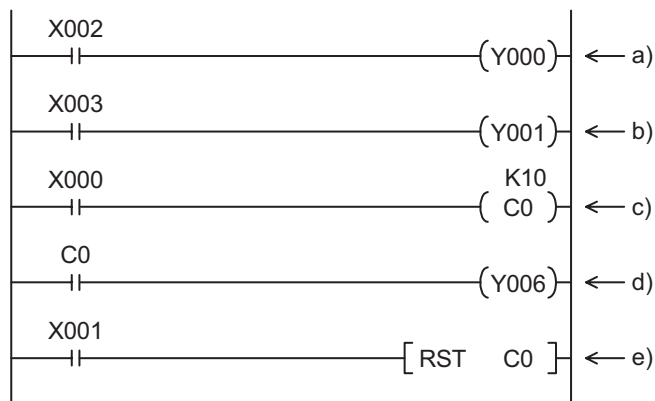 X002
(Y000) a)
X003
(Y001) b)
X000 K10
(C0) c)
C0
(Y006) d)
X001
[RST C0] e)